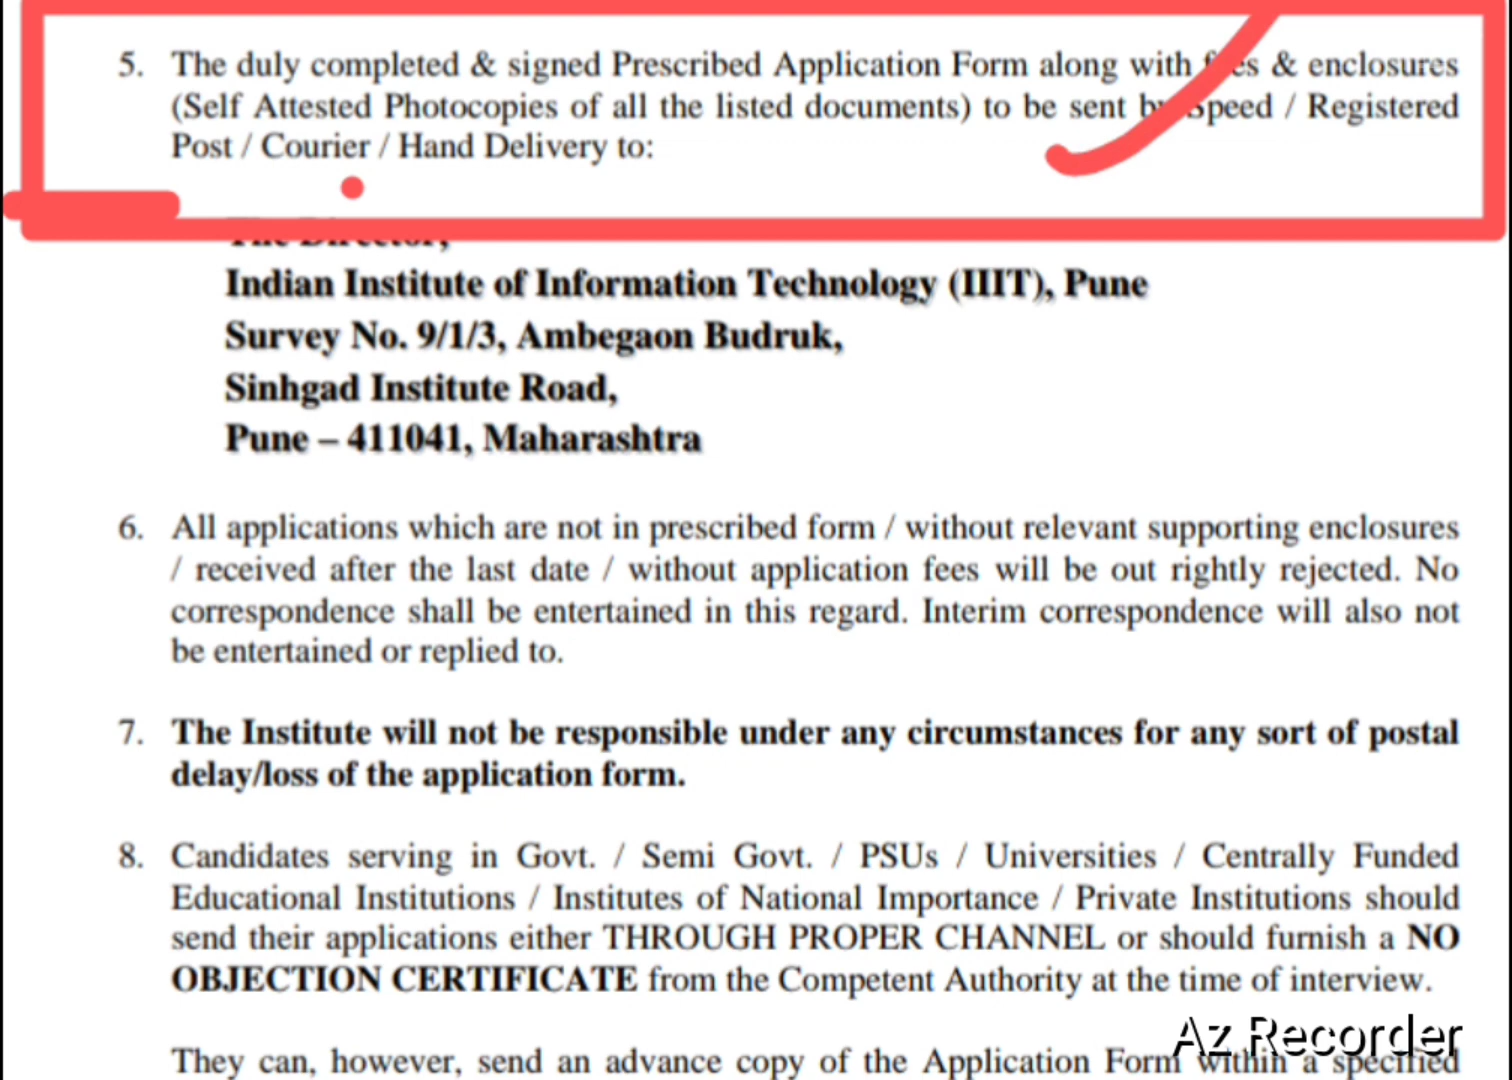 5. The duly completed & signed Prescribed Application Form along with fees & enclosures
(Self Attested Photocopies of all the listed documents) to be sent by Speed / Registered
Post / Courier / Hand Delivery to:
The Director,
Indian Institute of Information Technology (IIIT), Pune
Survey No. 9/1/3, Ambegaon Budruk,
Sinhgad Institute Road,
Pune – 411041, Maharashtra
6. All applications which are not in prescribed form / without relevant supporting enclosures
/ received after the last date / without application fees will be out rightly rejected. No
correspondence shall be entertained in this regard. Interim correspondence will also not
be entertained or replied to.
7. The Institute will not be responsible under any circumstances for any sort of postal
delay/loss of the application form.
8. Candidates serving in Govt. / Semi Govt. / PSUs / Universities / Centrally Funded
Educational Institutions / Institutes of National Importance / Private Institutions should
send their applications either THROUGH PROPER CHANNEL or should furnish a NO
OBJECTION CERTIFICATE from the Competent Authority at the time of interview.
Az Recorder
They can, however, send an advance copy of the Application Form within a specified